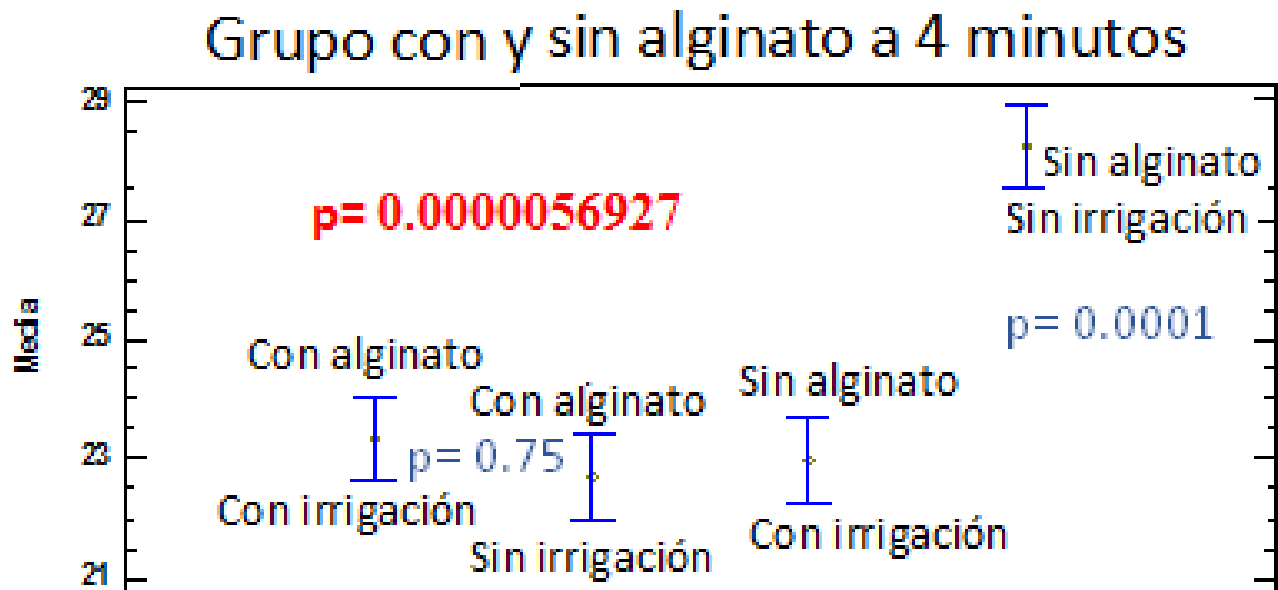 Grupo con y sin alginato a 4 minutos
29
27
25
23
21
Media
p= 0.0000056927
Con alginato
Con irrigación
p= 0.75
Con alginato
Sin irrigación
Sin alginato
Con irrigación
Sin alginato
Sin irrigación
p= 0.0001